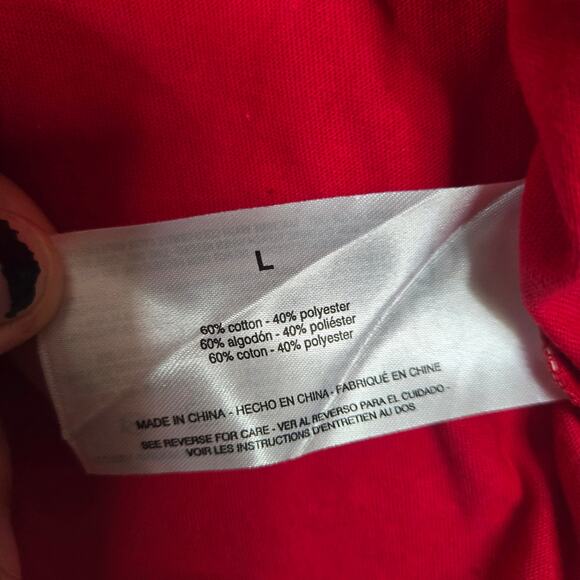 L
60% cotton - 40% polyester
60% algodón - 40% poliéster
60% coton - 40% polyester
MADE IN CHINA - HECHO EN CHINA - FABRIQUÉ EN CHINE
SEE REVERSE FOR CARE - VER AL REVERSO PARA EL CUIDADO -
VOIR LES INSTRUCTIONS D'ENTRETIEN AU DOS